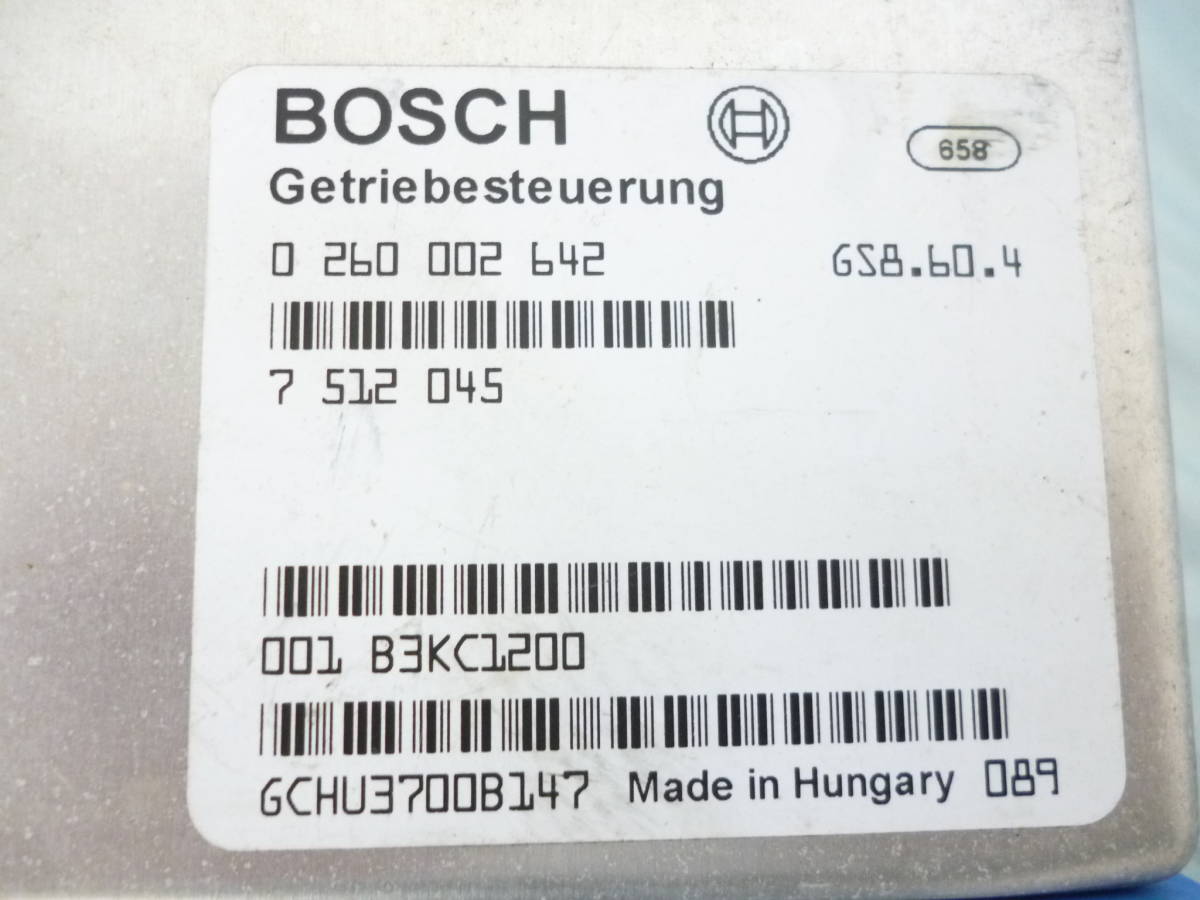 BOSCH
658
Getriebesteuerung
0 260 002 642 GS8.60.4
7 512 045
001 B3KC1200
GCHU3700B147 Made in Hungary 089